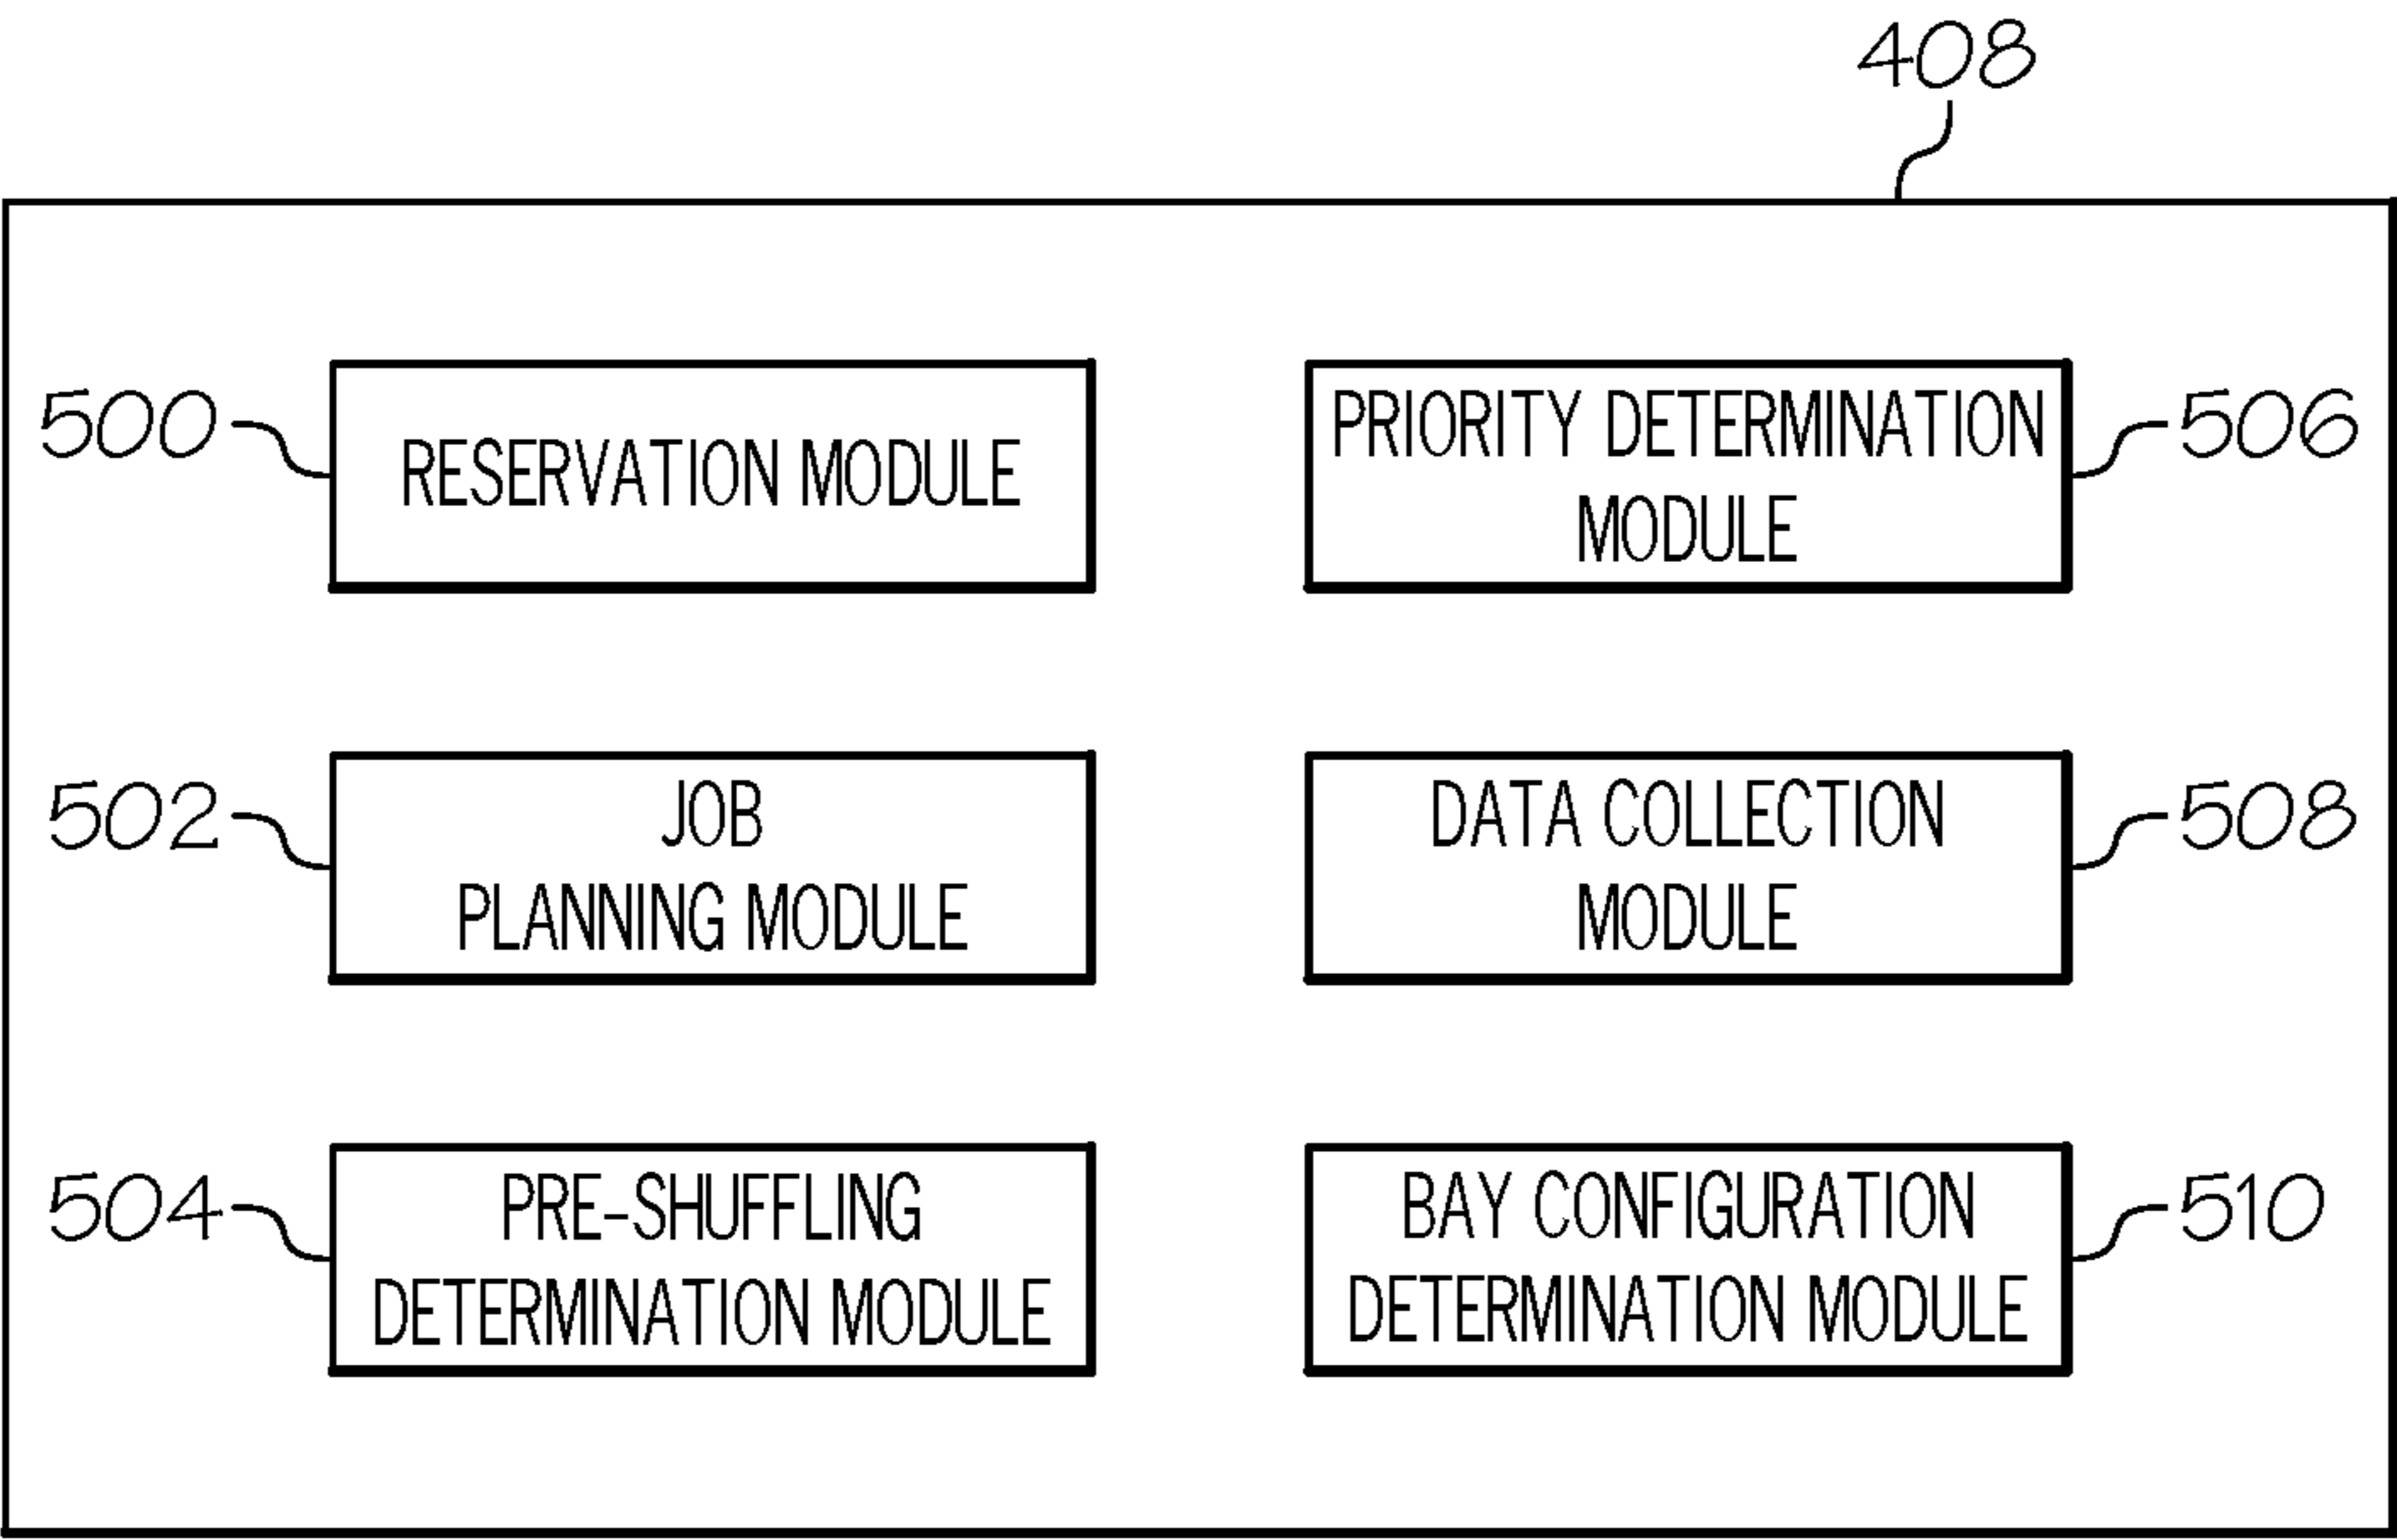 408
500
RESERVATION MODULE
PRIORITY DETERMINATION
MODULE
506
502
JOB
PLANNING MODULE
DATA COLLECTION
MODULE
508
504
PRE-SHUFFLING
DETERMINATION MODULE
BAY CONFIGURATION
DETERMINATION MODULE
510